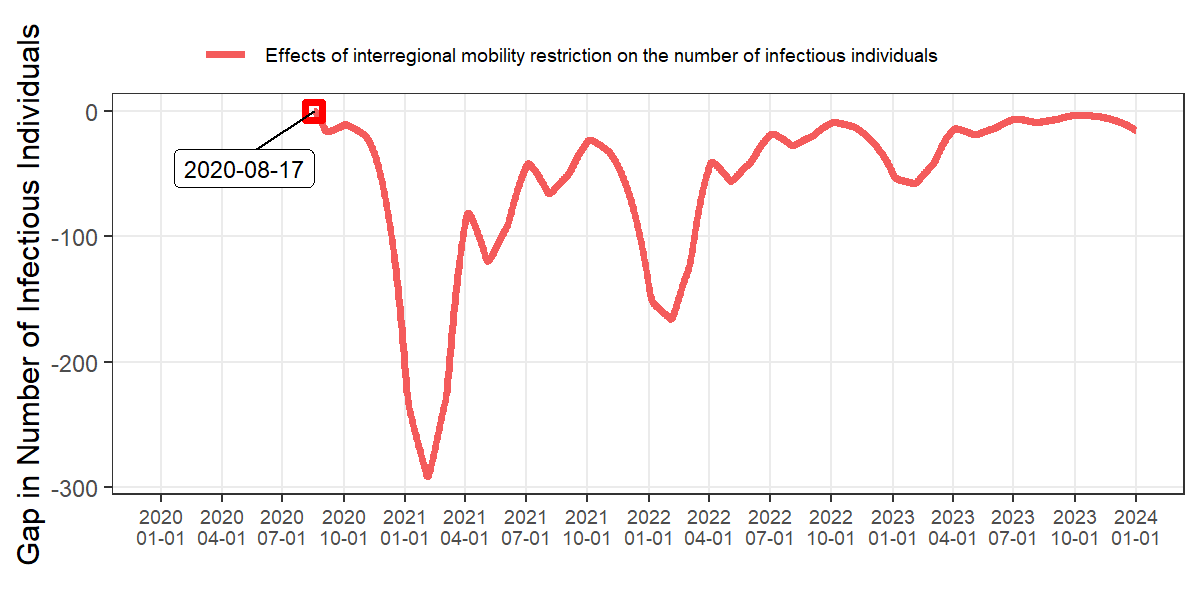 Effects of interregional mobility restriction on the number of infectious individuals
Gap in Number of Infectious Individuals
0
-100
-200
-300
2020-08-17
2020 2020 2020 2020 2021 2021 2021 2021 2022 2022 2022 2022 2023 2023 2023 2023 2024
01-01 04-01 07-01 10-01 01-01 04-01 07-01 10-01 01-01 04-01 07-01 10-01 01-01 04-01 07-01 10-01 01-01